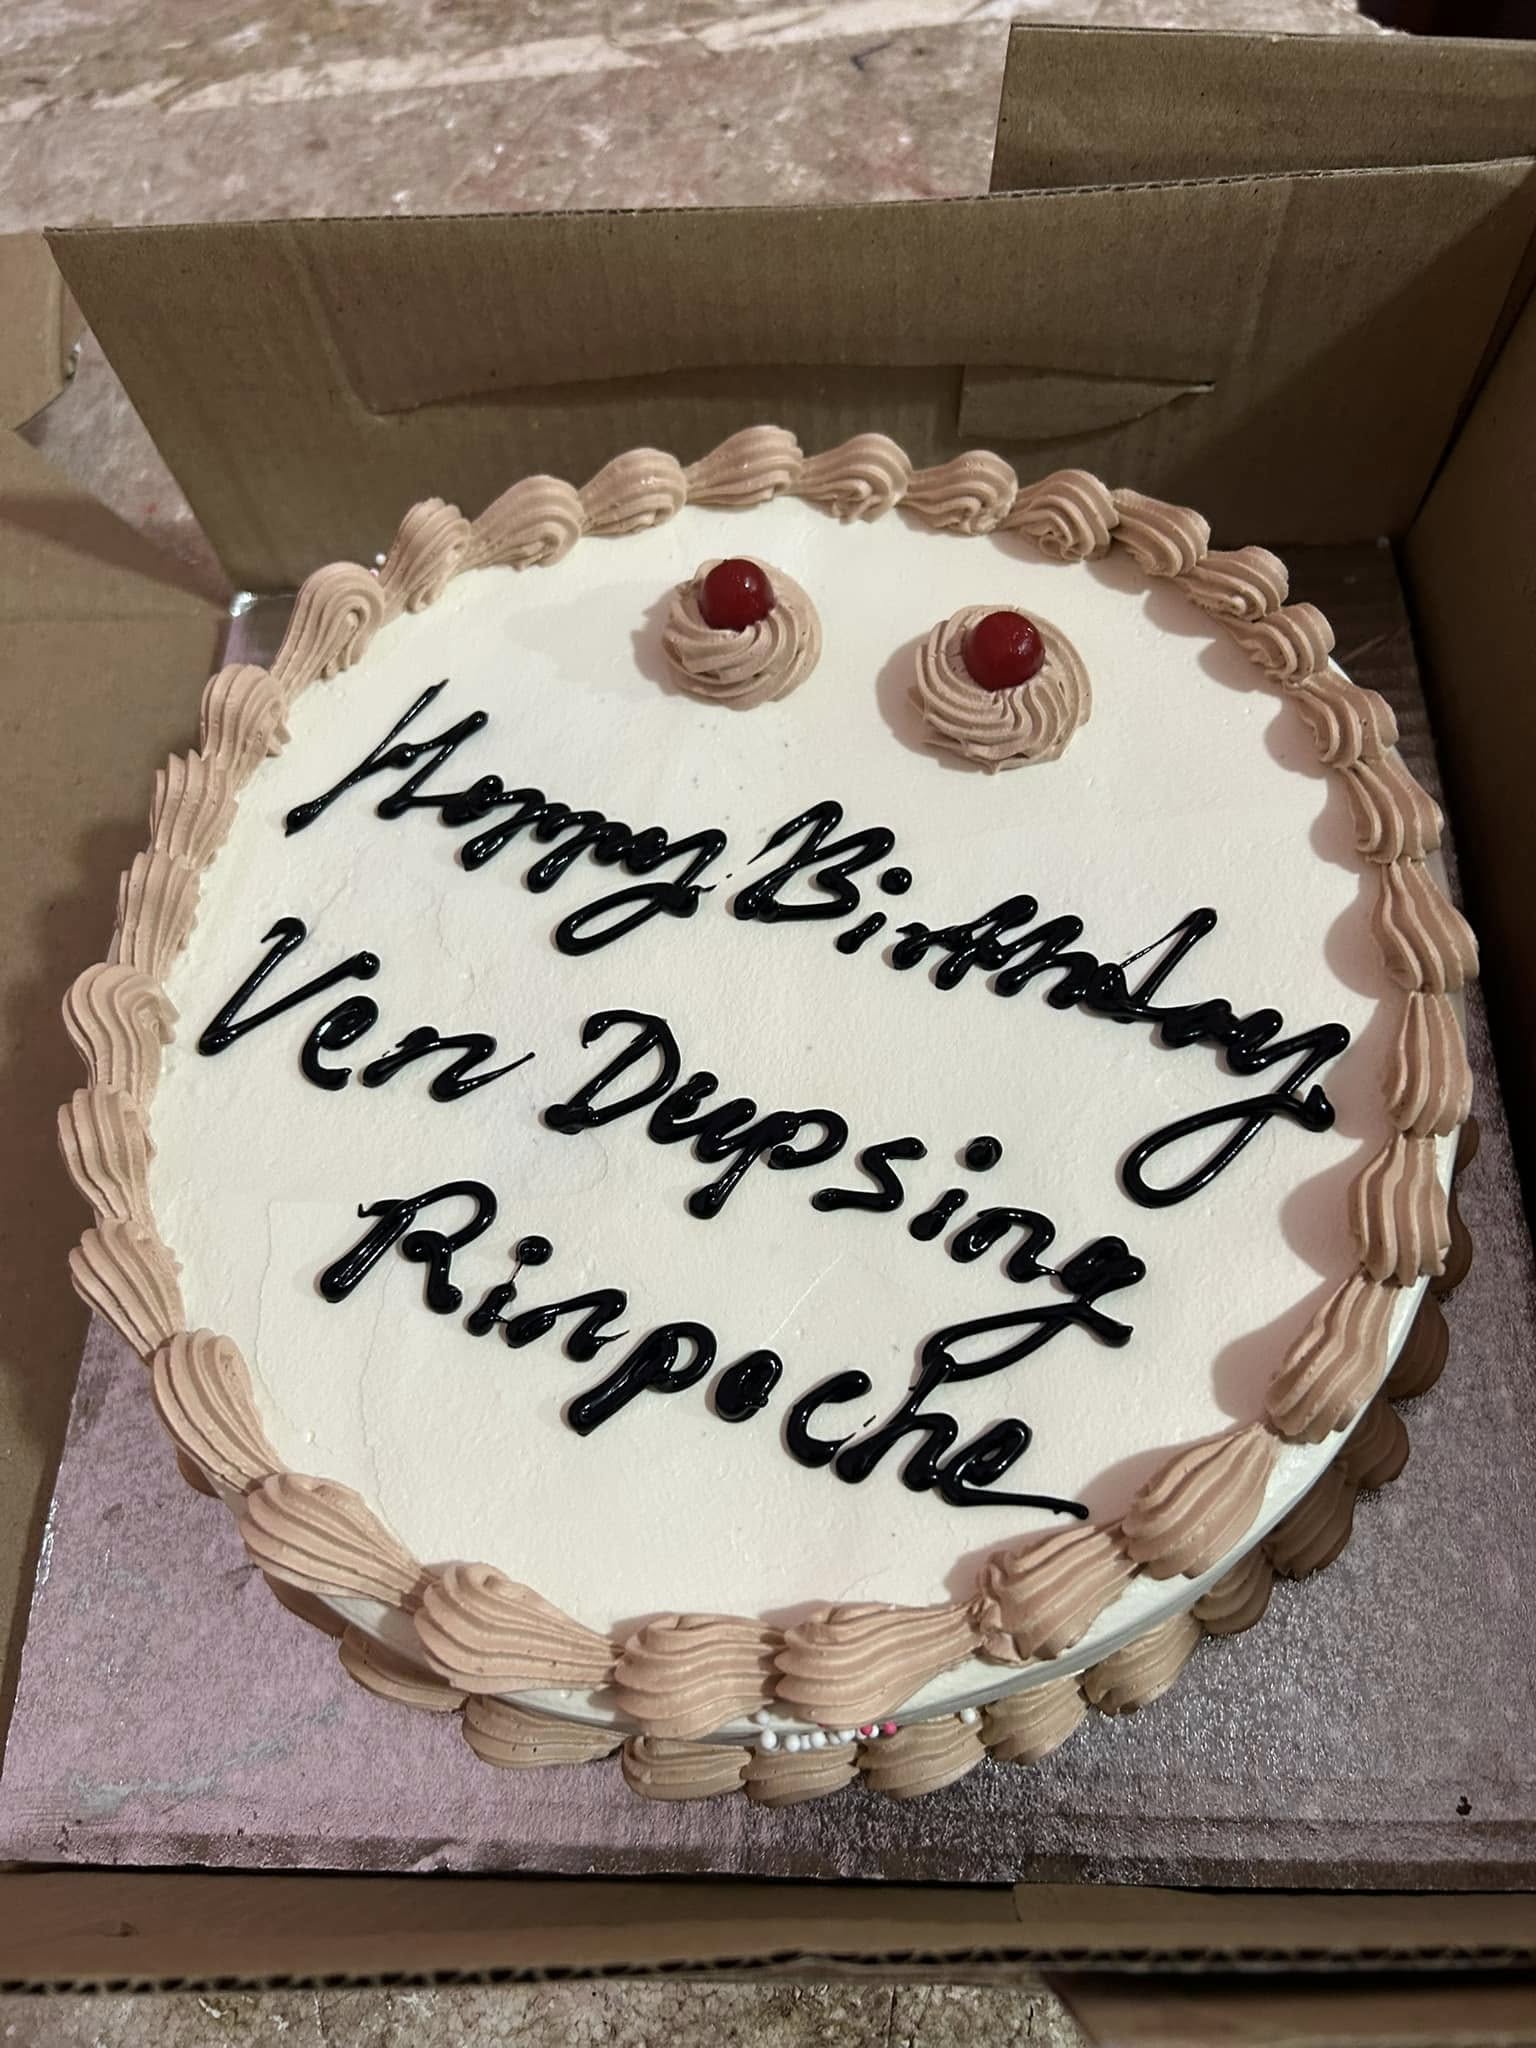 Happy Birthday
Ven Dupsing
Rinpoche